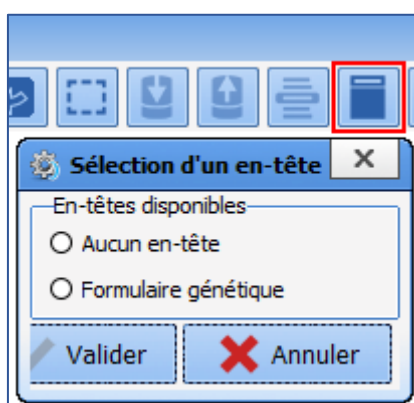 Sélection d'un en-tête
En-têtes disponibles
Aucun en-tête
Formulaire génétique
Valider
Annuler